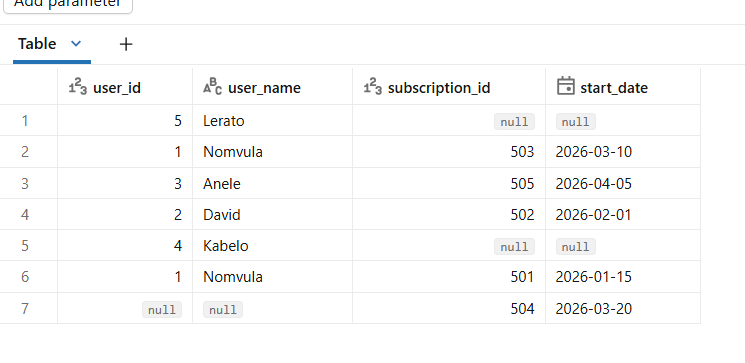 Add parameter
Table
user_id user_name subscription_id start_date
1 5 Lerato null null
2 1 Nomvula 503 2026-03-10
3 3 Anele 505 2026-04-05
4 2 David 502 2026-02-01
5 4 Kabelo null null
6 1 Nomvula 501 2026-01-15
7 null null 504 2026-03-20